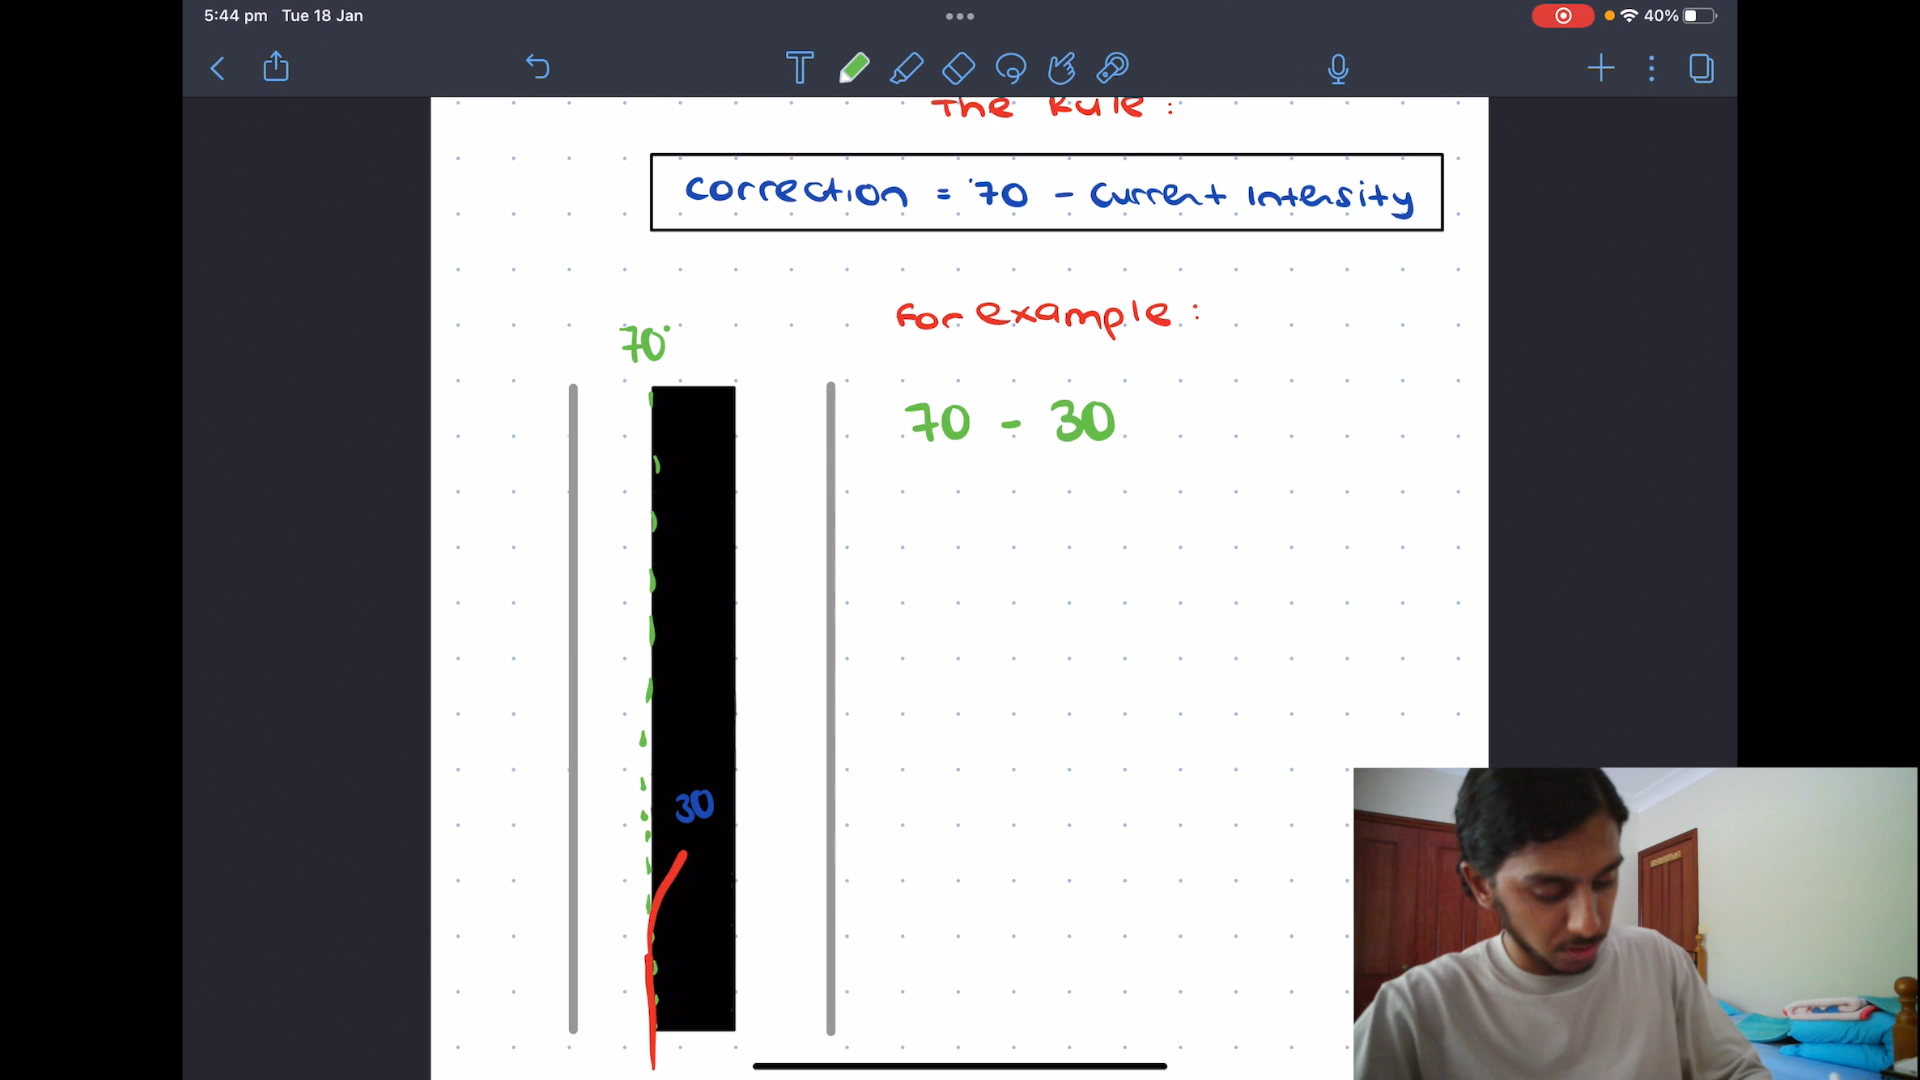 5:44 pm Tue 18 Jan
40%
T
The Rule :
Correction = 70 - Current Intensity
For example :
70°
70 - 30
30